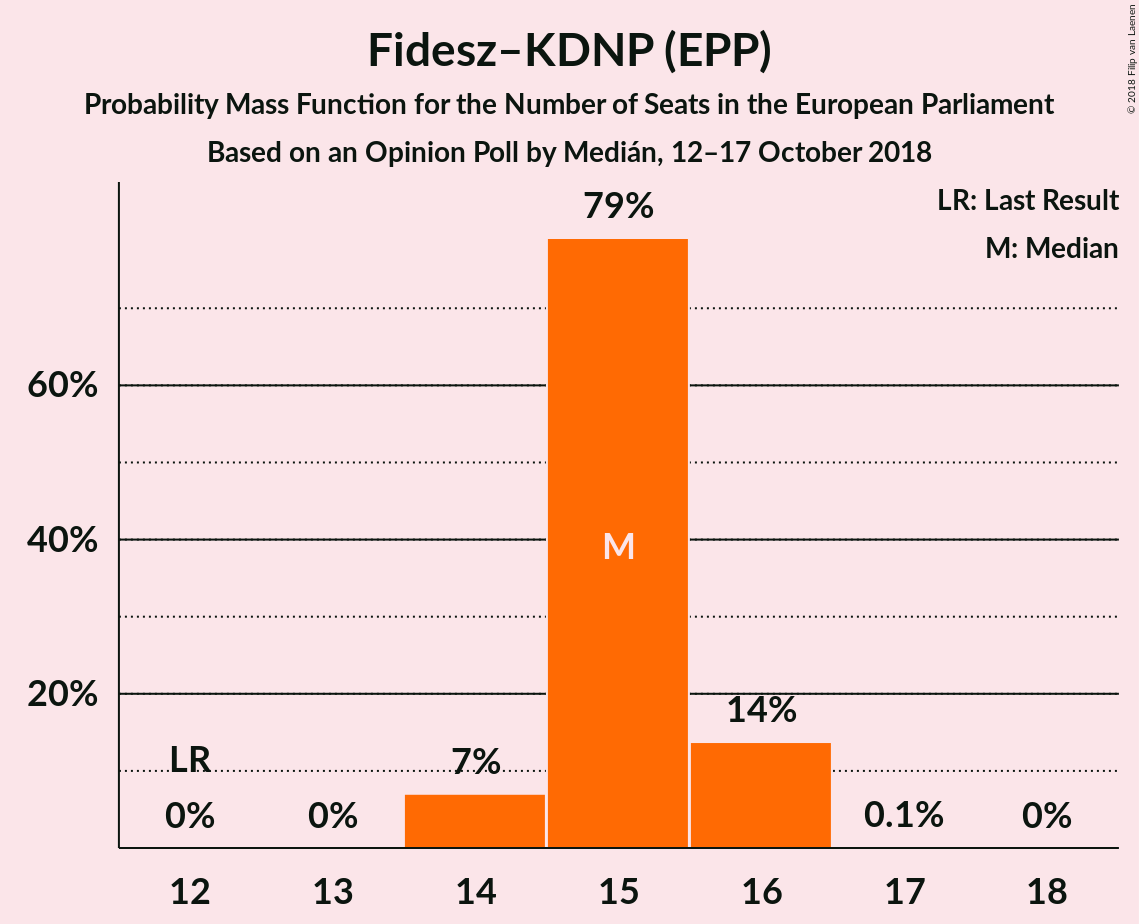 Fidesz–KDNP (EPP)
Probability Mass Function for the Number of Seats in the European Parliament
Based on an Opinion Poll by Medián, 12–17 October 2018
© 2018 Filip van Laenen
LR: Last Result
M: Median
79%
60%
40%
20%
M
LR
0%
0%
7%
14%
0.1%
0%
12
13
14
15
16
17
18